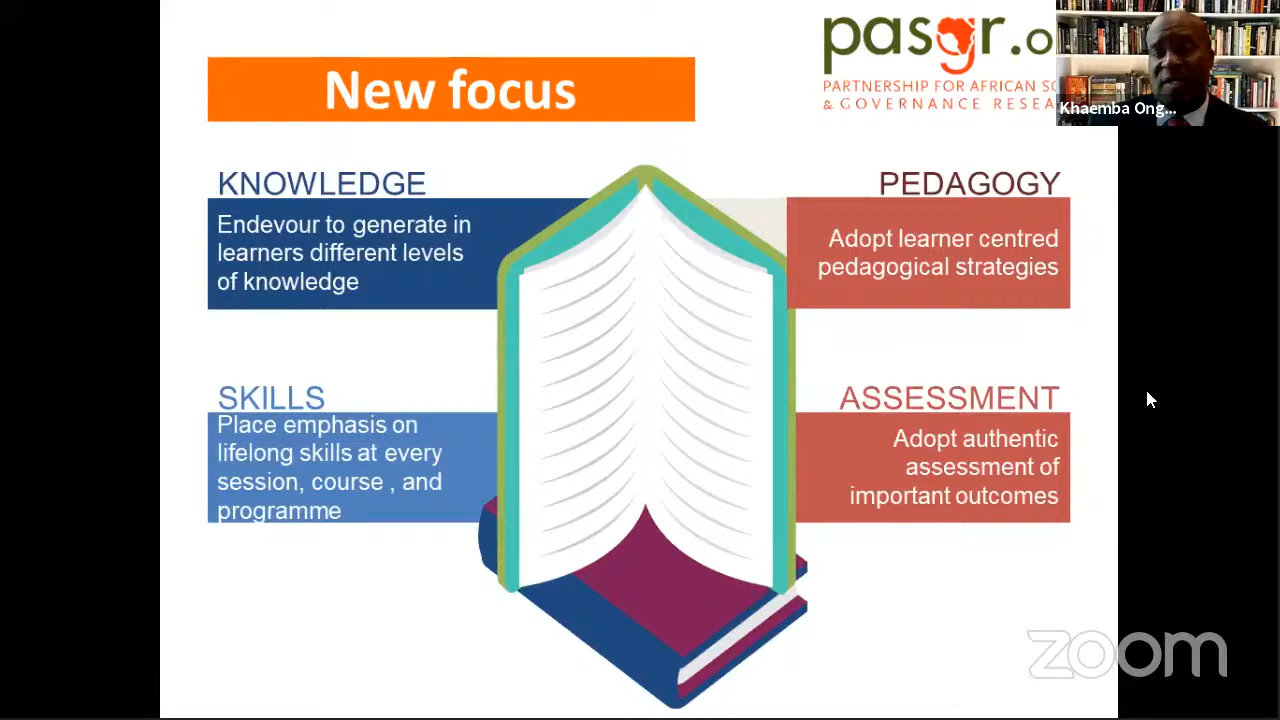 New focus
pasgr.o
PARTNERSHIP FOR AFRICAN SO
& GOVERNANCE RESEA
Khaemba Ong...
KNOWLEDGE
Endevour to generate in
learners different levels
of knowledge
PEDAGOGY
Adopt learner centred
pedagogical strategies
SKILLS
Place emphasis on
lifelong skills at every
session, course , and
programme
ASSESSMENT
Adopt authentic
assessment of
important outcomes
zoom